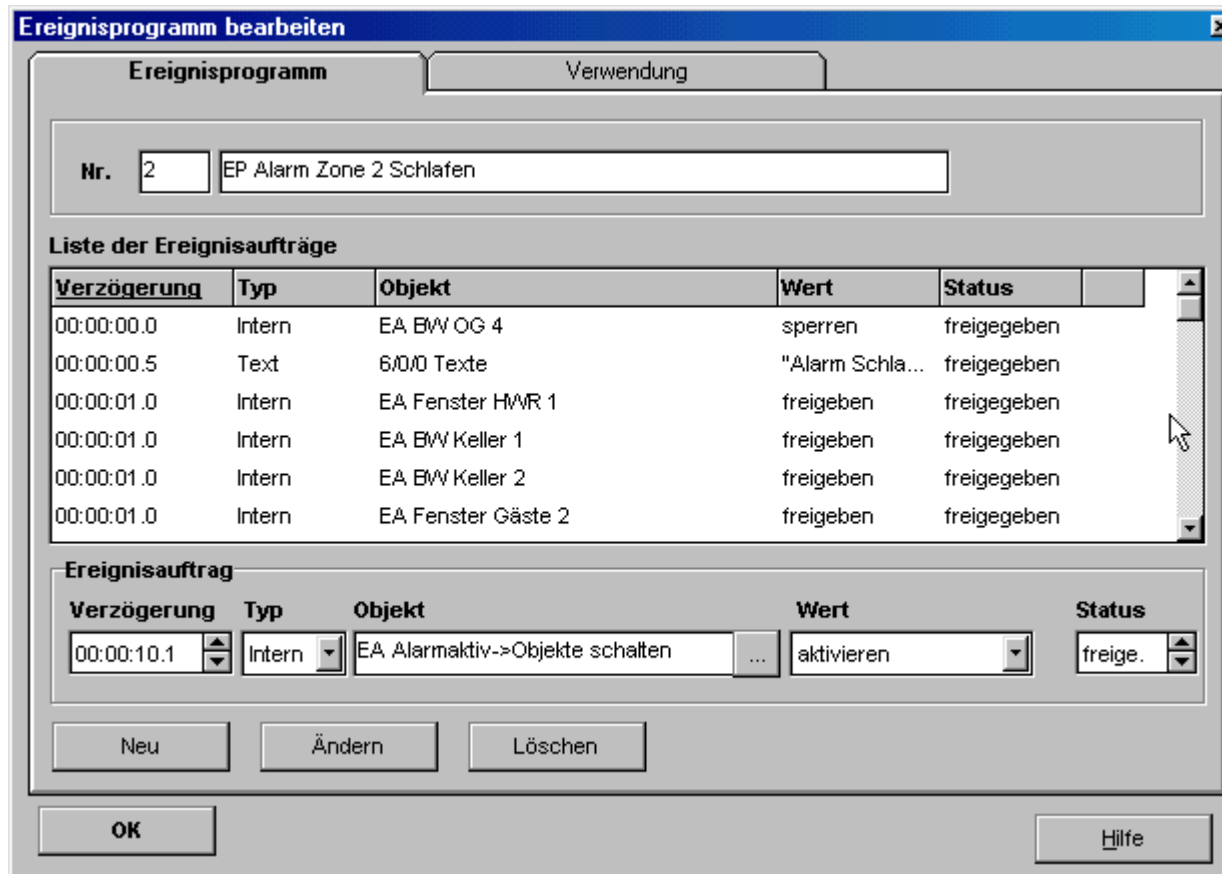 Ereignisprogramm bearbeiten
Ereignisprogramm Verwendung
Nr. 2 EP Alarm Zone 2 Schlafen
Liste der Ereignisaufträge
Verzögerung Typ Objekt Wert Status
00:00:00.0 Intern EA BW OG 4 sperren freigegeben
00:00:00.5 Text 6/0/0 Texte "Alarm Schla... freigegeben
00:00:01.0 Intern EA Fenster HWR 1 freigeben freigegeben
00:00:01.0 Intern EA BW Keller 1 freigeben freigegeben
00:00:01.0 Intern EA BW Keller 2 freigeben freigegeben
00:00:01.0 Intern EA Fenster Gäste 2 freigeben freigegeben
Ereignisauftrag
Verzögerung Typ Objekt Wert Status
00:00:10.1 Intern EA Alarmaktiv->Objekte schalten ... aktivieren freige.
Neu Ändern Löschen
OK Hilfe